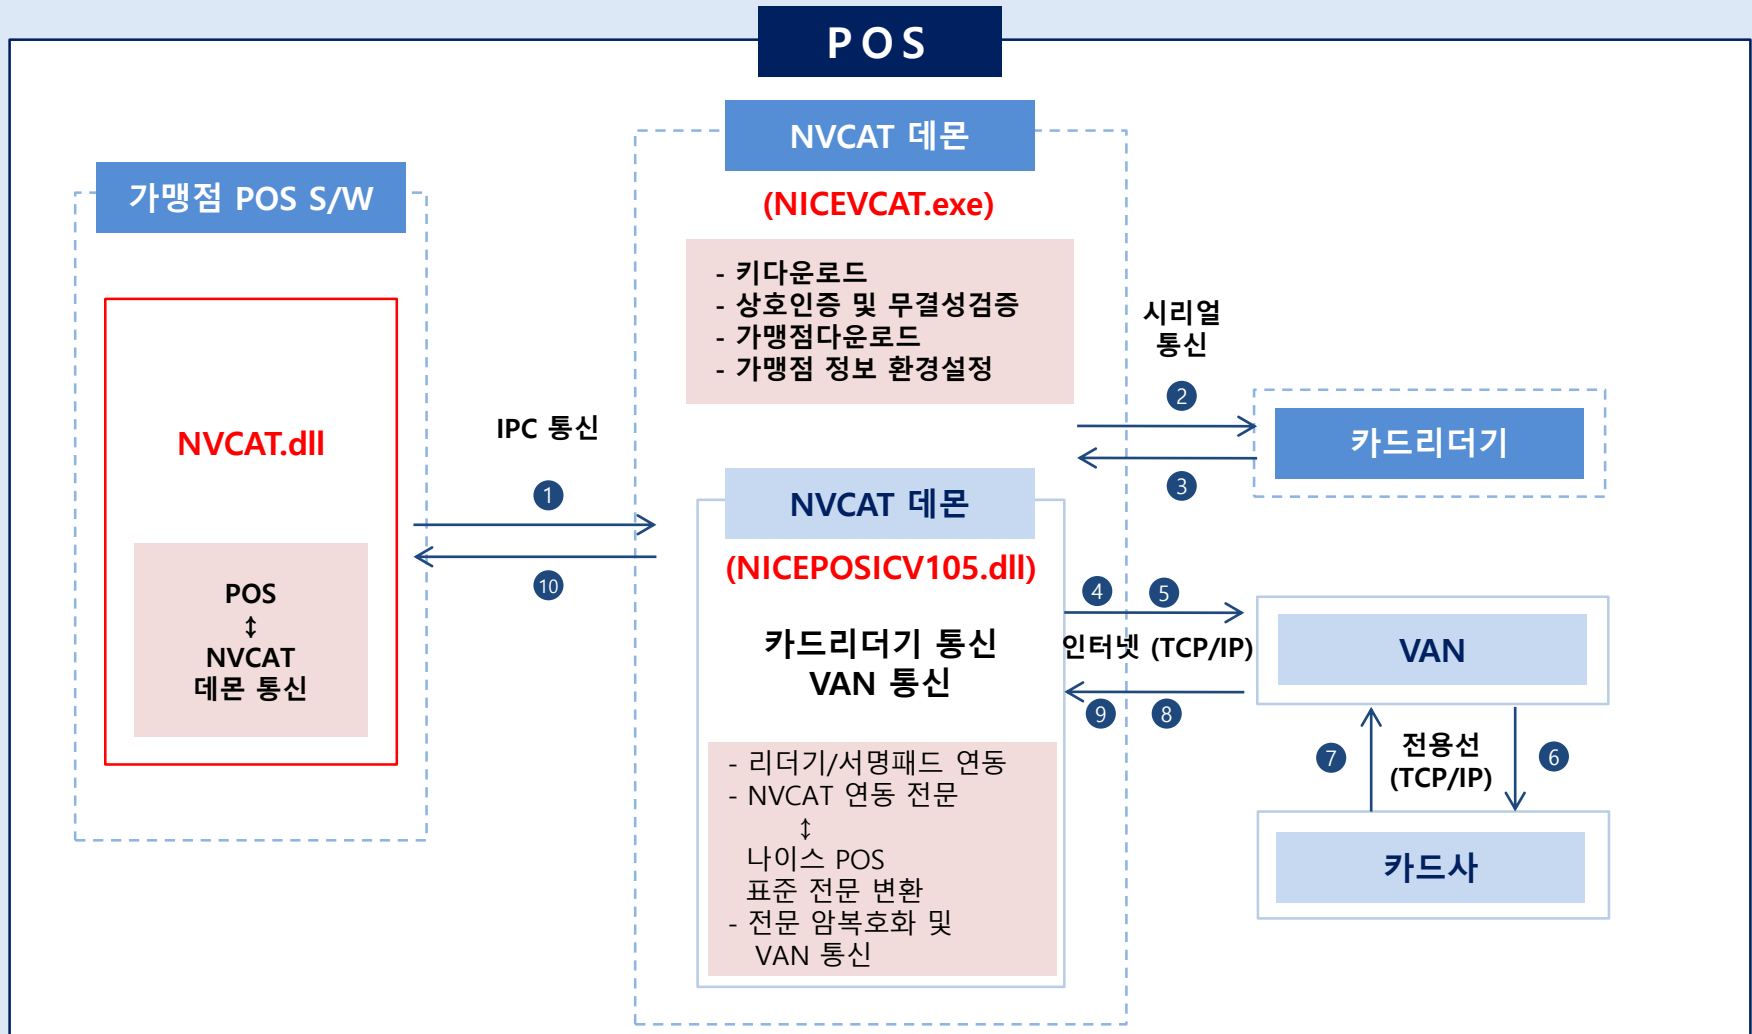 POS
가맹점 POS S/W
NVCAT.dll
POS
↕
NVCAT
데몬 통신
IPC 통신
1
10
NVCAT 데몬
(NICEVCAT.exe)
- 키다운로드
- 상호인증 및 무결성검증
- 가맹점다운로드
- 가맹점 정보 환경설정
NVCAT 데몬
(NICEPOSICV105.dll)
카드리더기 통신
VAN 통신
- 리더기/서명패드 연동
- NVCAT 연동 전문
↕
나이스 POS
표준 전문 변환
- 전문 암복호화 및
VAN 통신
시리얼
통신
2
3
카드리더기
4 5
인터넷 (TCP/IP)
9 8
VAN
7
전용선
(TCP/IP)
6
카드사